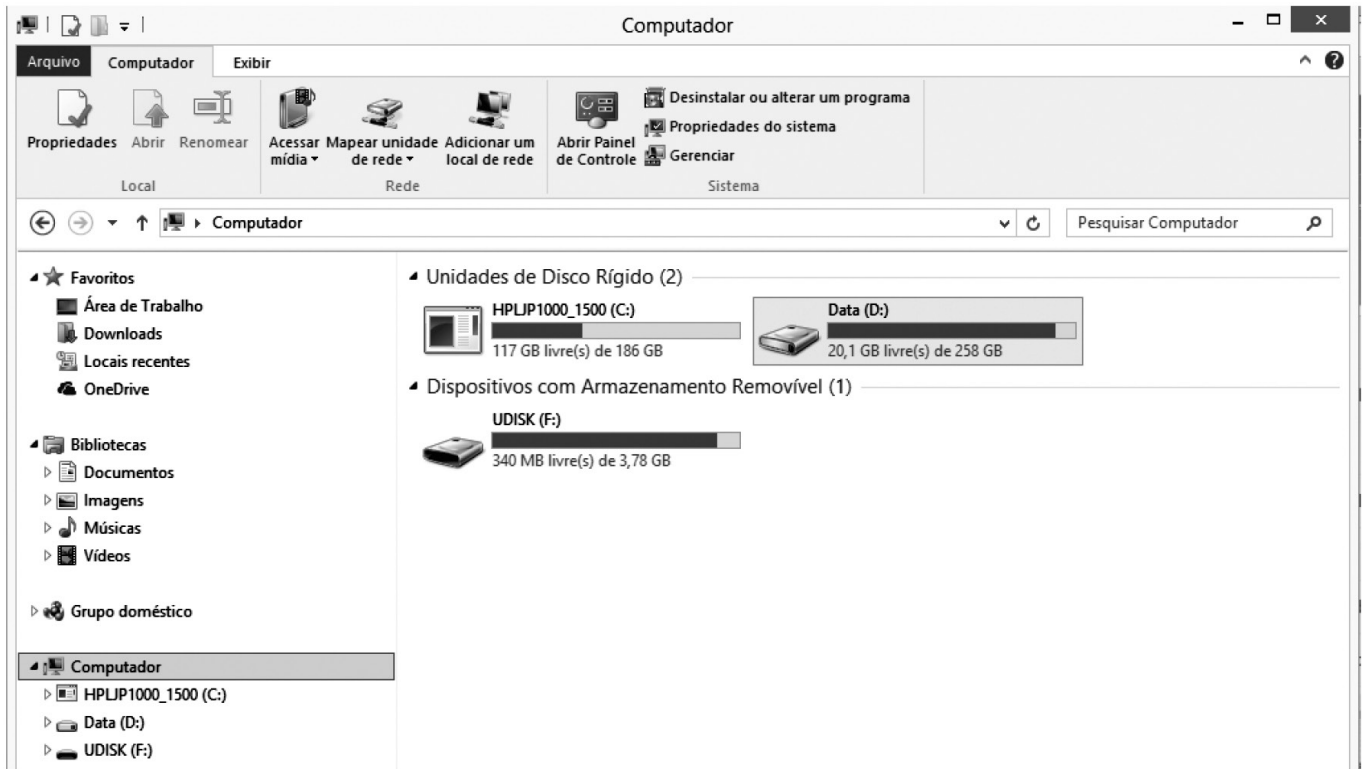 Computador
Arquivo Computador Exibir
Propriedades Abrir Renomear
Acessar mídia
Mapear unidade de rede
Adicionar um local de rede
Abrir Painel de Controle
Desinstalar ou alterar um programa
Propriedades do sistema
Gerenciar
Local Rede Sistema
Computador Pesquisar Computador
Favoritos
Área de Trabalho
Downloads
Locais recentes
OneDrive
Bibliotecas
Documentos
Imagens
Músicas
Vídeos
Grupo doméstico
Computador
HPLJP1000_1500 (C:)
Data (D:)
UDISK (F:)
Unidades de Disco Rígido (2)
HPLJP1000_1500 (C:)
117 GB livre(s) de 186 GB
Data (D:)
20,1 GB livre(s) de 258 GB
Dispositivos com Armazenamento Removível (1)
UDISK (F:)
340 MB livre(s) de 3,78 GB